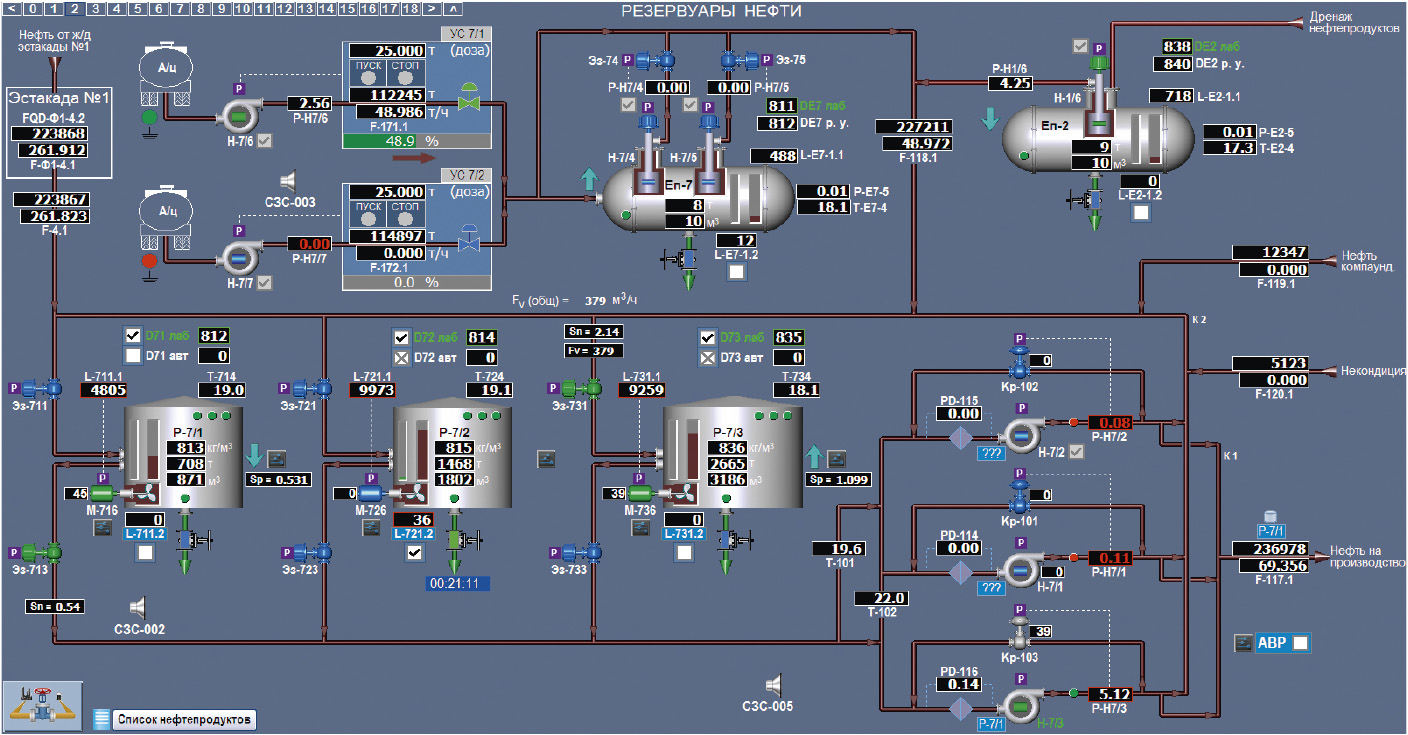 < 0 1 2 3 4 5 6 7 8 9 10 11 12 13 14 15 16 17 18 > ^
РЕЗЕРВУАРЫ НЕФТИ
Нефть от ж/д
эстакады №1
Эстакада №1
FQD-Ф1-4.2
223868
261.912
F-Ф1-4.1
223867
261.823
F-4.1
А/ц
P
2.56
P-H7/6
H-7/6
УС 7/1
25.000 т (доза)
ПУСК СТОП
112245 т
48.986 т/ч
F-171.1
48.9 %
СЗС-003
А/ц
P
0.00
P-H7/7
H-7/7
УС 7/2
25.000 т (доза)
ПУСК СТОП
114897 т
0.000 т/ч
F-172.1
0.0 %
Эз-74 P
P Эз-75
P-H7/4
0.00
0.00
P-H7/5
P
P
811 DE7 лаб
812 DE7 р. у.
H-7/4
H-7/5
488 L-E7-1.1
Еп-7
8 т
10 м³
0.01 P-E7-5
18.1 T-E7-4
12
L-E7-1.2
227211
48.972
F-118.1
Дренаж
нефтепродуктов
P
838 DE2 лаб
840 DE2 р. у.
P-H1/6
4.25
H-1/6
718 L-E2-1.1
Еп-2
9 т
10 м³
0.01 P-E2-5
17.3 T-E2-4
0
L-E2-1.2
12347
0.000
F-119.1
Нефть
компаунд.
Fv (общ) = 379 м³/ч
К 2
5123
0.000
F-120.1
Некондиция
D71 лаб 812
D71 авт 0
L-711.1
4805
T-714
19.0
P Эз-711
Р-7/1
813 кг/м³
708 т
871 м³
Sp = 0.531
P
45
M-716
0
L-711.2
P Эз-713
Sn = 0.54
СЗС-002
D72 лаб 814
D72 авт 0
L-721.1
9973
T-724
19.1
P Эз-721
Р-7/2
815 кг/м³
1468 т
1802 м³
P
0
M-726
36
L-721.2
P Эз-723
00:21:11
Sn = 2.14
Fv = 379
D73 лаб 835
D73 авт 0
L-731.1
9259
T-734
18.1
P Эз-731
Р-7/3
836 кг/м³
2665 т
3186 м³
Sp = 1.099
P
39
M-736
0
L-731.2
P Эз-733
19.6
T-101
22.0
T-102
P
0
Кр-102
PD-115
0.00
P
0.08
P-H7/2
???
H-7/2
К 1
P
0
Кр-101
PD-114
0.00
P
0.11
P-H7/1
???
0
H-7/1
P
39
Кр-103
PD-116
0.14
P
5.12
P-H7/3
P-7/1
H-7/3
P-7/1
236978
69.356
F-117.1
Нефть на
производство
АВР
СЗС-005
Список нефтепродуктов